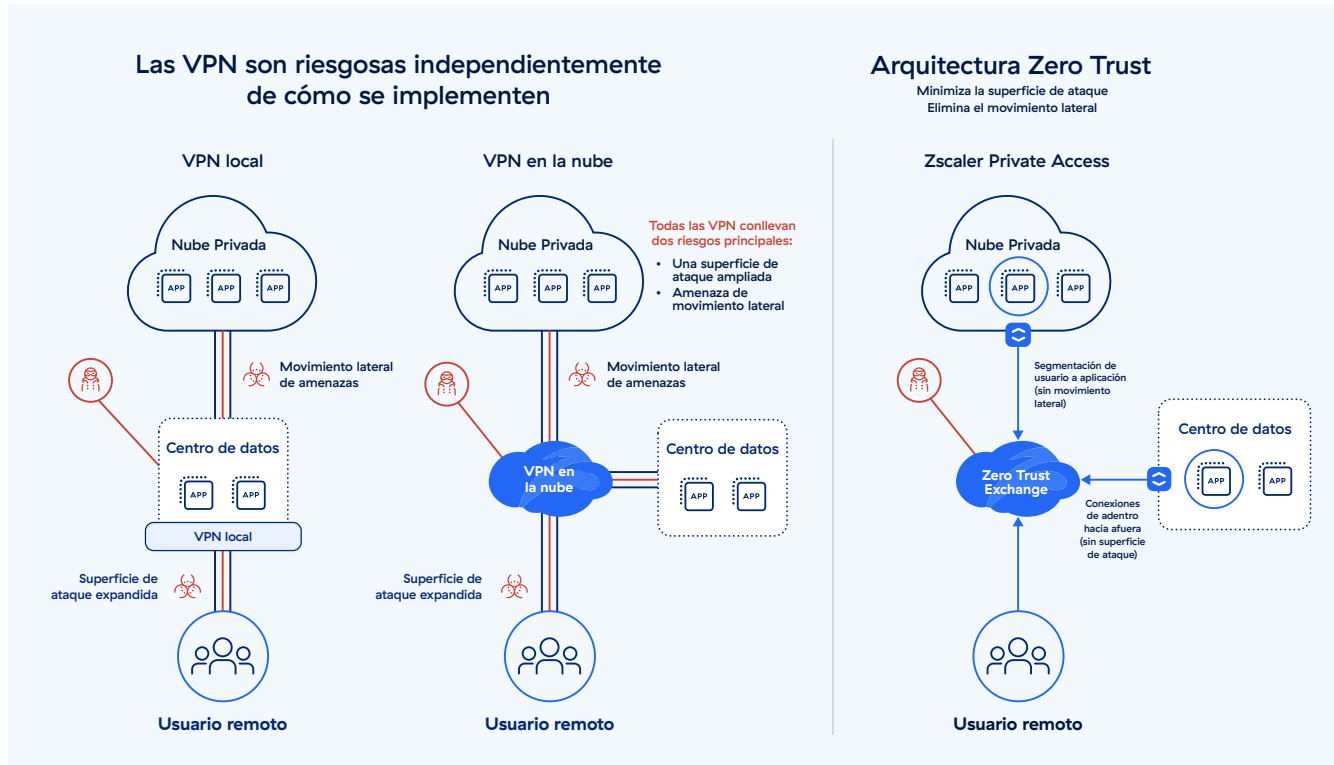 Las VPN son riesgosas independientemente
de cómo se implementen
VPN local
Nube Privada
APP
APP
APP
Movimiento lateral
de amenazas
Centro de datos
APP
APP
VPN local
Superficie de
ataque expandida
Usuario remoto
VPN en la nube
Nube Privada
APP
APP
APP
Todas las VPN conllevan
dos riesgos principales:
• Una superficie de
ataque ampliada
• Amenaza de
movimiento lateral
Movimiento lateral
de amenazas
VPN en
la nube
Centro de datos
APP
APP
Superficie de
ataque expandida
Usuario remoto
Arquitectura Zero Trust
Minimiza la superficie de ataque
Elimina el movimiento lateral
Zscaler Private Access
Nube Privada
APP
APP
APP
Segmentación de
usuario a aplicación
(sin movimiento
lateral)
Zero Trust
Exchange
Centro de datos
APP
APP
Conexiones
de adentro
hacia afuera
(sin superficie
de ataque)
Usuario remoto